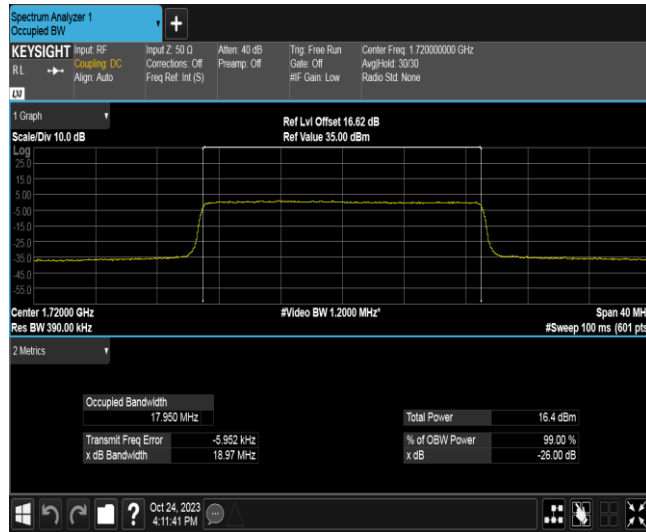 Spectrum Analyzer 1
Occupied BW
+
KEYSIGHT
RL
LXI
Input: RF
Coupling: DC
Align: Auto
Input Z: 50 Ω
Corrections: Off
Freq Ref: Int (S)
Atten: 40 dB
Preamp: Off
Trig: Free Run
Gate: Off
#IF Gain: Low
Center Freq: 1.720000000 GHz
Avg|Hold: 30/30
Radio Std: None
1 Graph
Scale/Div 10.0 dB
Ref Lvl Offset 16.62 dB
Ref Value 35.00 dBm
Log
25.0
15.0
5.00
-5.00
-15.0
-25.0
-35.0
-45.0
-55.0
Center 1.72000 GHz
#Video BW 1.2000 MHz*
Span 40 MH
Res BW 390.00 kHz
#Sweep 100 ms (601 pts
2 Metrics
Occupied Bandwidth
17.950 MHz
Transmit Freq Error -5.952 kHz
x dB Bandwidth 18.97 MHz
Total Power 16.4 dBm
% of OBW Power 99.00 %
x dB -26.00 dB
?
Oct 24, 2023
4:11:41 PM